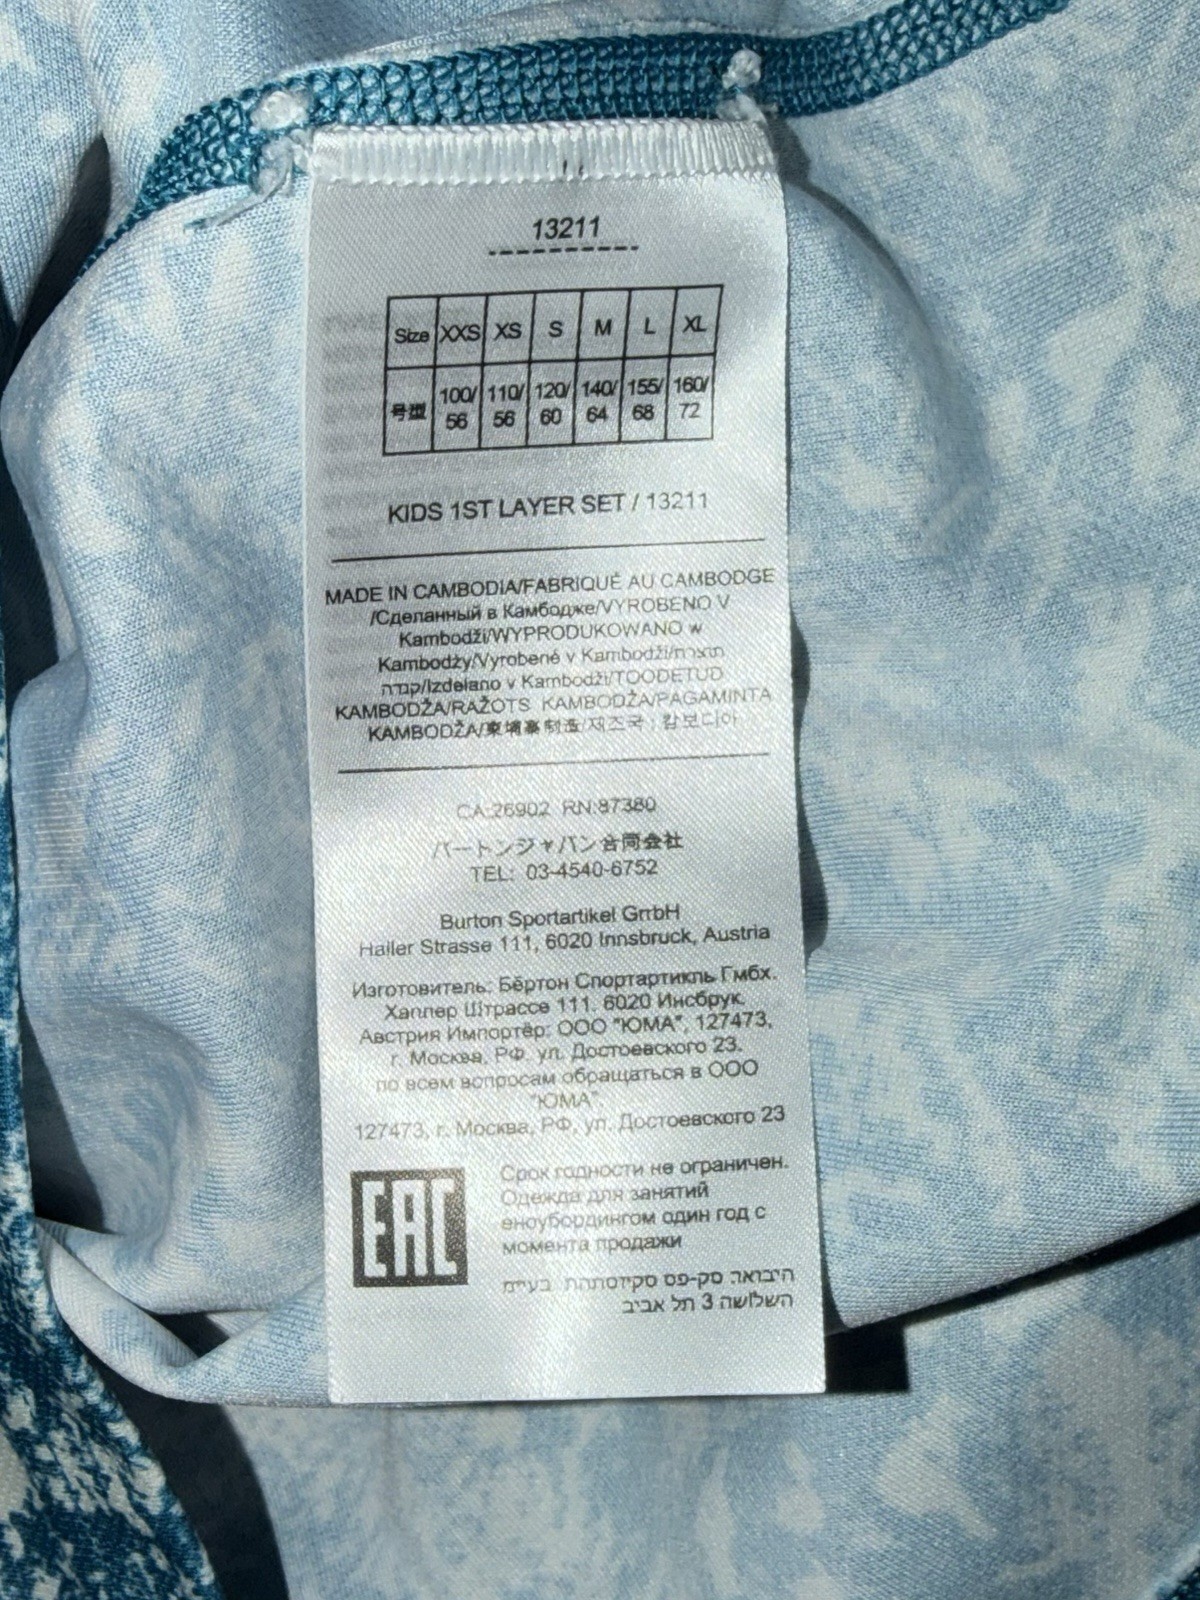 13211
Size XXS XS S M L XL
号型 100/56 110/56 120/60 140/64 155/68 160/72
KIDS 1ST LAYER SET / 13211
MADE IN CAMBODIA/FABRIQUÉ AU CAMBODGE
/Сделанный в Камбодже/VYROBENO V
Kambodži/WYPRODUKOWANO w
Kambodży/Vyrobené v Kambodži/תוצרת
קמבודיה/Izdelano v Kambodži/TOODETUD
KAMBODŽA/RAŽOTS KAMBODŽA/PAGAMINTA
KAMBODŽA/柬埔寨制造/제조국 : 캄보디아
CA:26902 RN:87380
バートンジャパン合同会社
TEL: 03-4540-6752
Burton Sportartikel GmbH
Haller Strasse 111, 6020 Innsbruck, Austria
Изготовитель: Бёртон Спортартикль Гмбх.
Халлер Штрассе 111. 6020 Инсбрук.
Австрия Импортёр: ООО "ЮМА", 127473,
г. Москва, РФ. ул. Достоевского 23.
по всем вопросам обращаться в ООО
"ЮМА".
127473, г. Москва, РФ, ул. Достоевского 23
EAC
Срок годности не ограничен.
Одежда для занятий
сноубордингом один год с
момента продажи
היבואר: סק-פס בע״מ
השלושה 3 תל אביב